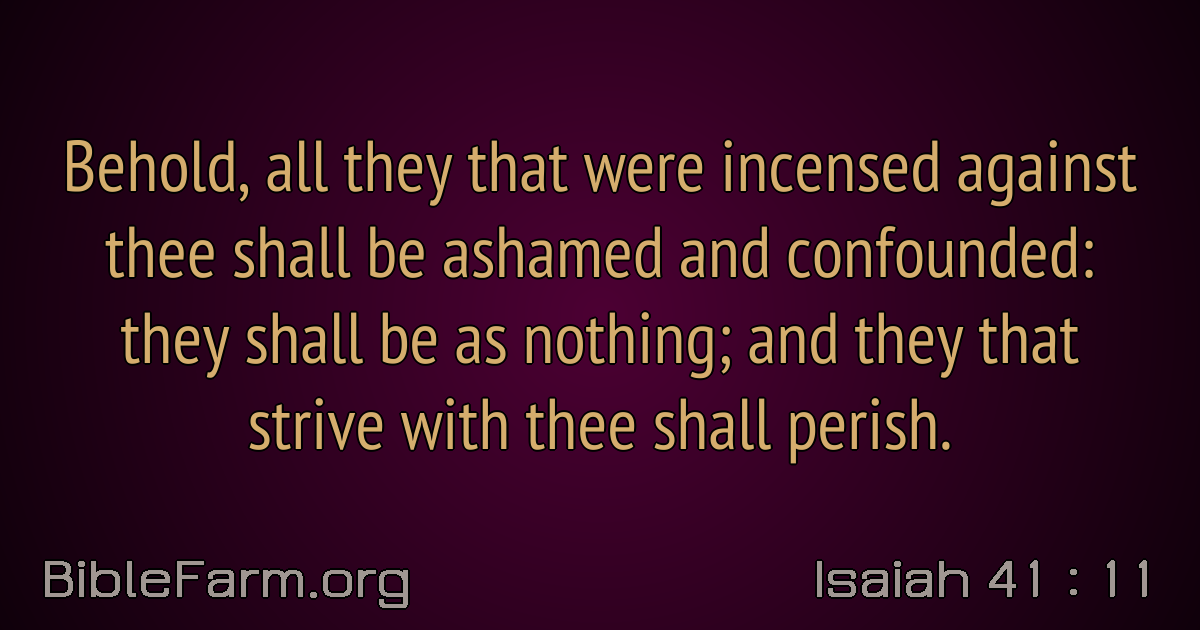 Behold, all they that were incensed against
thee shall be ashamed and confounded:
they shall be as nothing; and they that
strive with thee shall perish.
BibleFarm.org
Isaiah 41 : 11